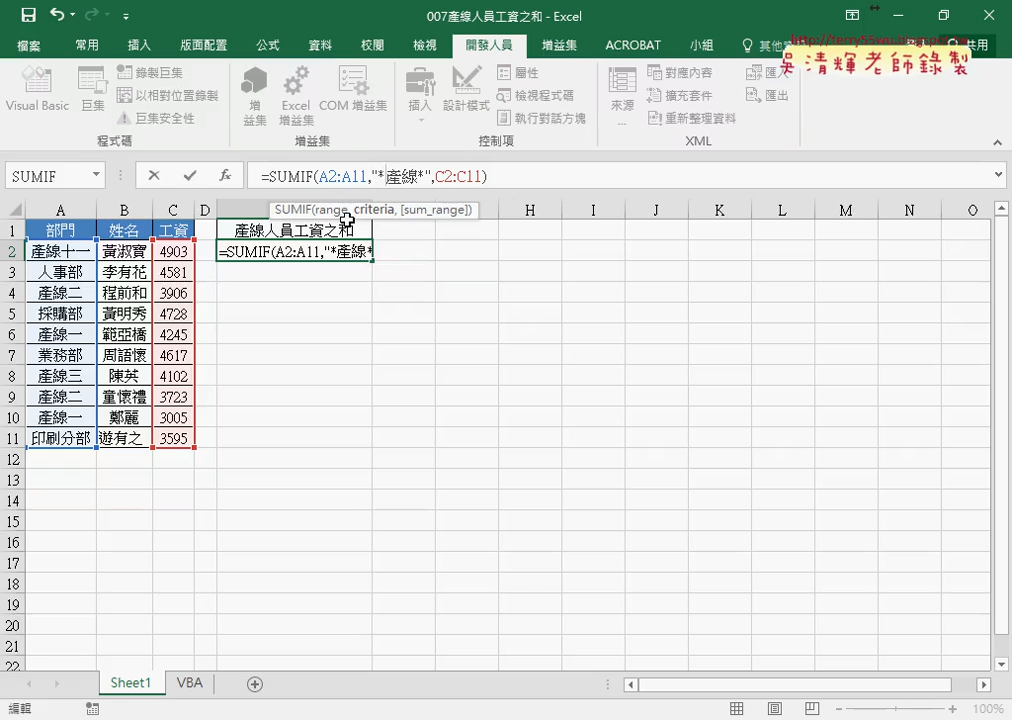 007產線人員工資之和 - Excel
檔案 常用 插入 版面配置 公式 資料 校閱 檢視 開發人員 增益集 ACROBAT 小組 共用
吳清輝老師錄製
Visual Basic 巨集 錄製巨集 以相對位置錄製 巨集安全性
增益集 Excel 增益集 COM 增益集
插入 設計模式 屬性 檢視程式碼 執行對話方塊
來源... 對應內容 擴充套件 重新整理資料 匯出
程式碼 增益集 控制項 XML
SUMIF =SUMIF(A2:A11,"*產線*",C2:C11)
SUMIF(range, criteria, [sum_range])
A B C D H I J K L M N O
1 部門 姓名 工資 產線人員工資之和
2 產線十一 黃淑寶 4903 =SUMIF(A2:A11,"*產線*
3 人事部 李有花 4581
4 產線二 程前和 3906
5 採購部 黃明秀 4728
6 產線一 範亞橋 4245
7 業務部 周語懷 4617
8 產線三 陳英 4102
9 產線二 童懷禮 3723
10 產線一 鄭麗 3005
11 印刷分部 遊有之 3595
12
13
14
15
16
17
18
19
20
21
22
Sheet1 VBA
編輯 100%